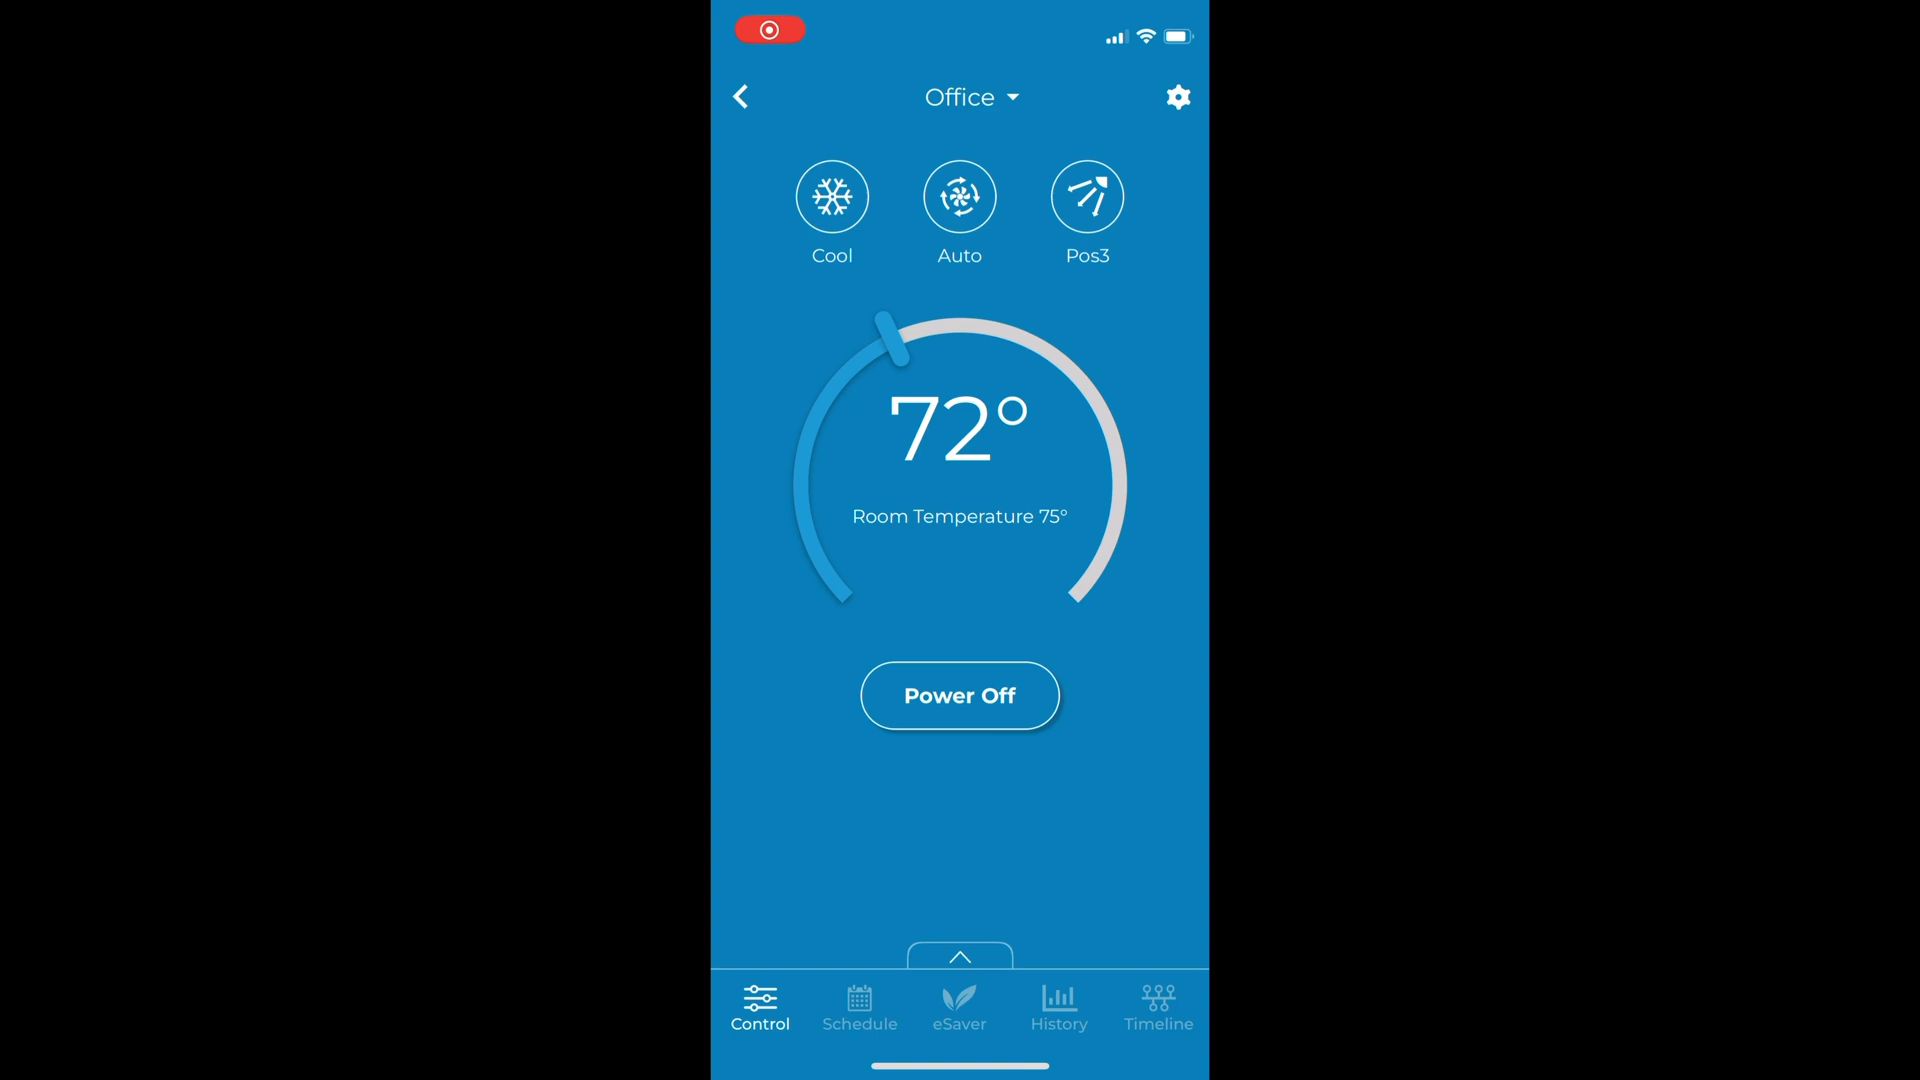 Office
Cool
Auto
Pos3
72°
Room Temperature 75°
Power Off
Control
Schedule
eSaver
History
Timeline